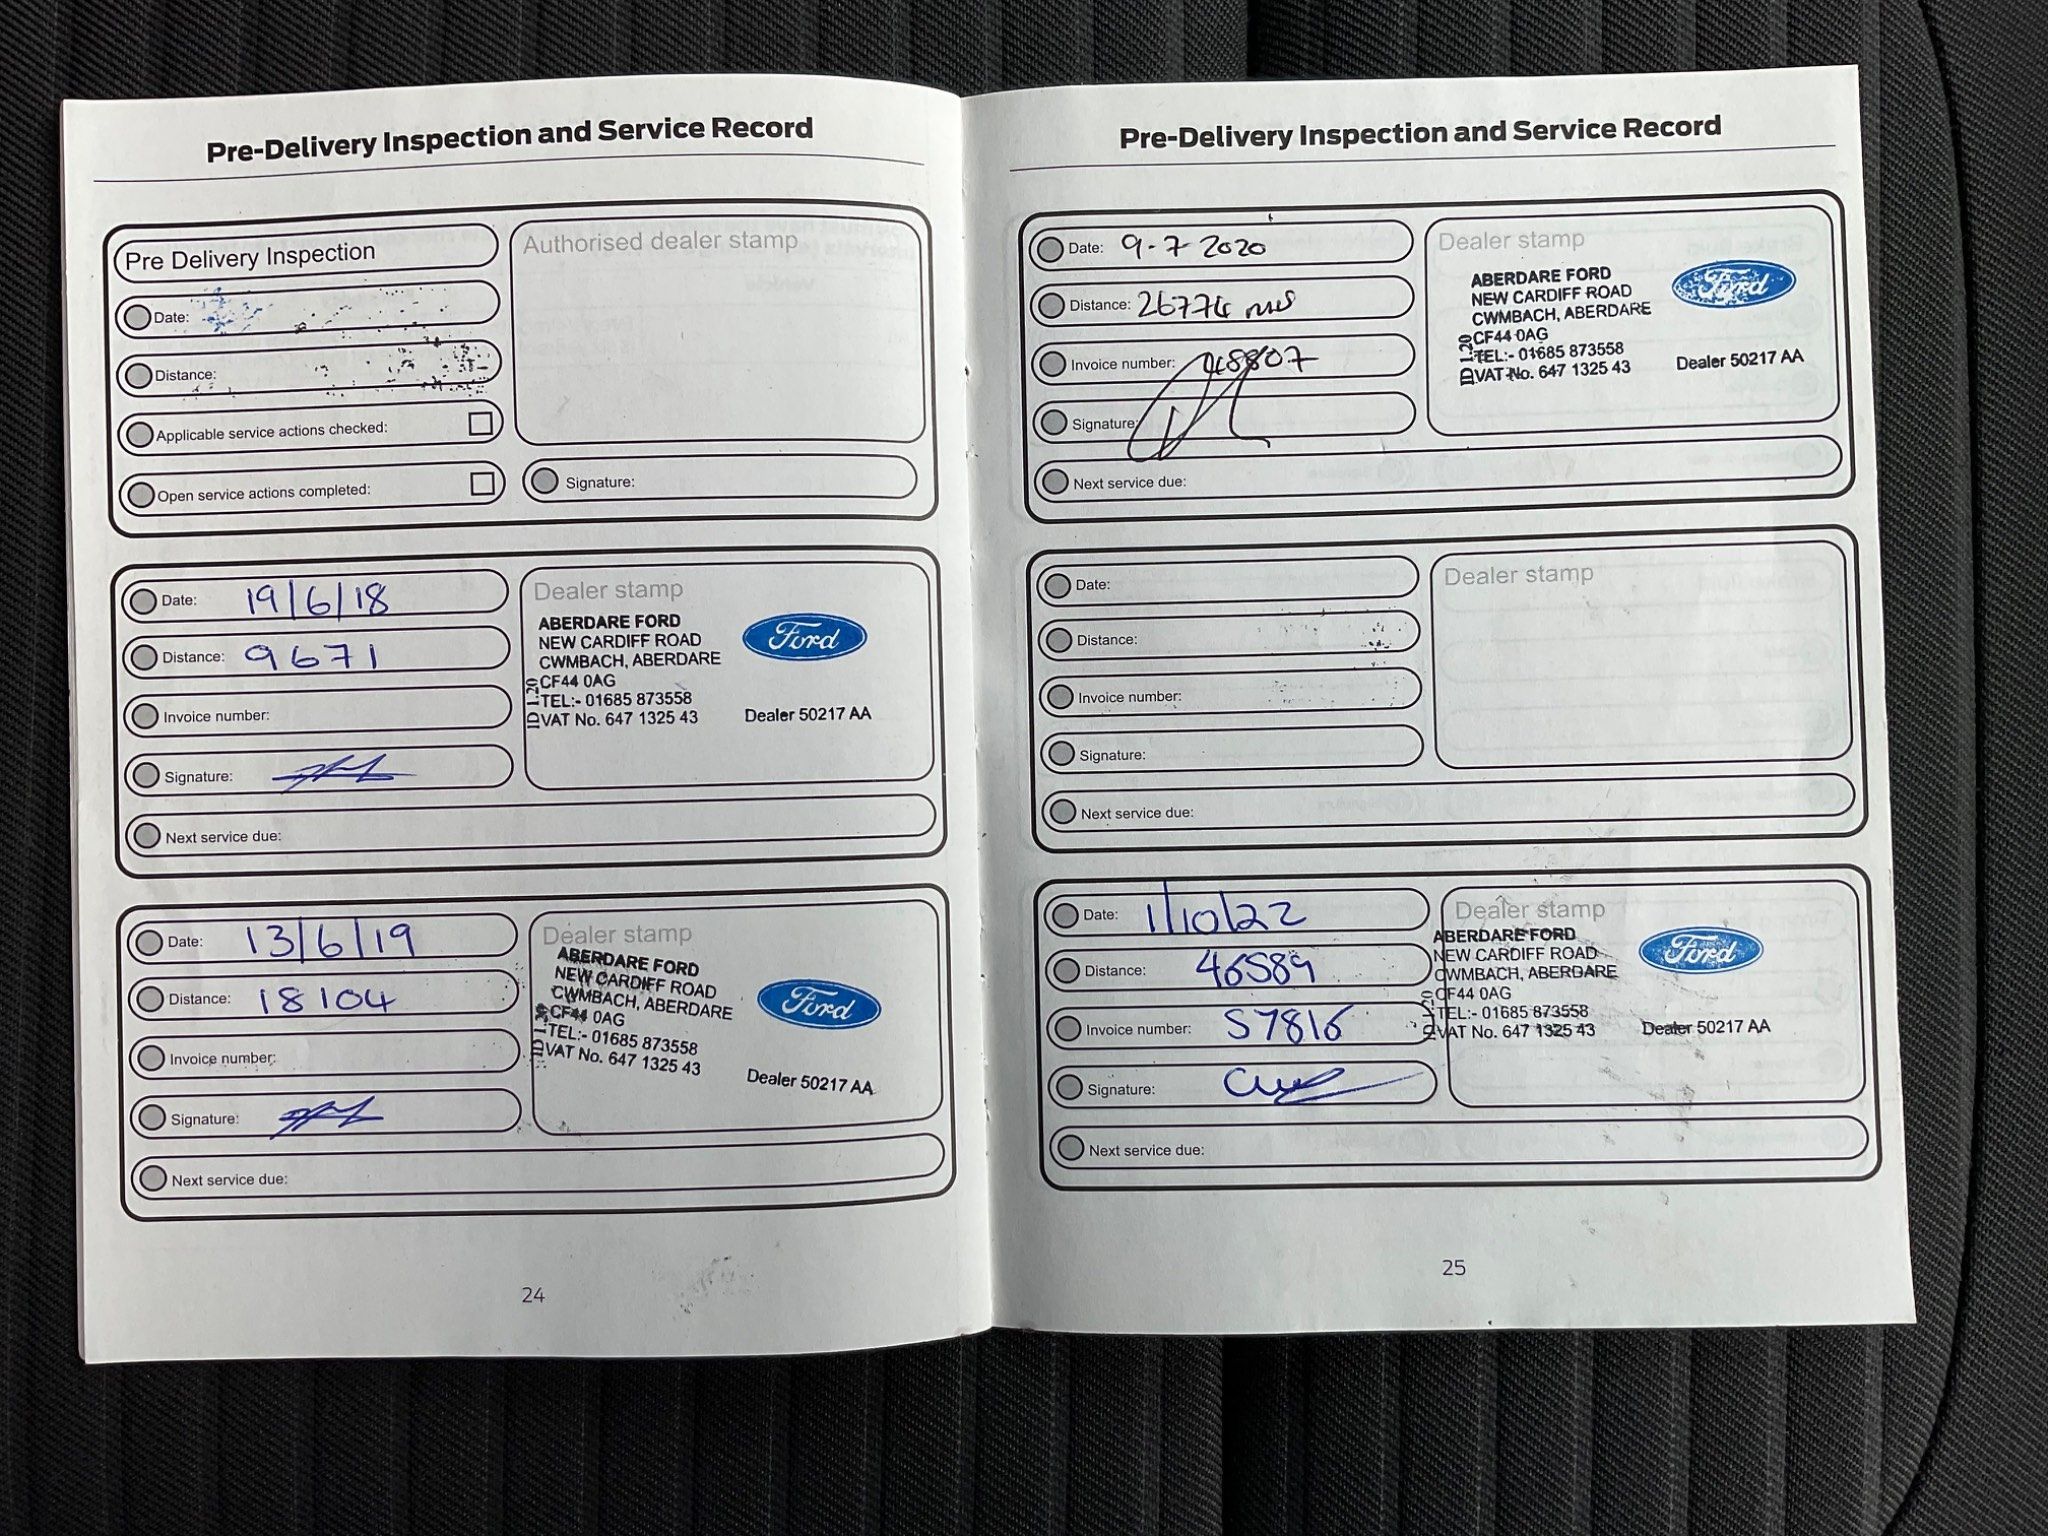 Pre-Delivery Inspection and Service Record
Pre Delivery Inspection
Authorised dealer stamp
Date:
Distance:
Applicable service actions checked:
Open service actions completed:
Signature:
Date: 19/6/18
Distance: 9671
Invoice number:
Signature:
Next service due:
Dealer stamp
ABERDARE FORD
NEW CARDIFF ROAD
CWMBACH, ABERDARE
CF44 0AG
TEL:- 01685 873558
VAT No. 647 1325 43
ID 1.20
Ford
Dealer 50217 AA
Date: 13/6/19
Distance: 18104
Invoice number:
Signature:
Next service due:
Dealer stamp
ABERDARE FORD
NEW CARDIFF ROAD
CWMBACH, ABERDARE
CF44 0AG
TEL:- 01685 873558
VAT No. 647 1325 43
Ford
Dealer 50217 AA
24
Pre-Delivery Inspection and Service Record
Date: 9-7-2020
Distance: 26774 mls
Invoice number: 48807
Signature:
Next service due:
Dealer stamp
ABERDARE FORD
NEW CARDIFF ROAD
CWMBACH, ABERDARE
CF44 0AG
TEL:- 01685 873558
VAT No. 647 1325 43
ID 1.20
Ford
Dealer 50217 AA
Date:
Distance:
Invoice number:
Signature:
Next service due:
Dealer stamp
Date: 1/10/22
Distance: 46589
Invoice number: 57816
Signature:
Next service due:
Dealer stamp
ABERDARE FORD
NEW CARDIFF ROAD
CWMBACH, ABERDARE
CF44 0AG
TEL:- 01685 873558
VAT No. 647 1325 43
Ford
Dealer 50217 AA
25